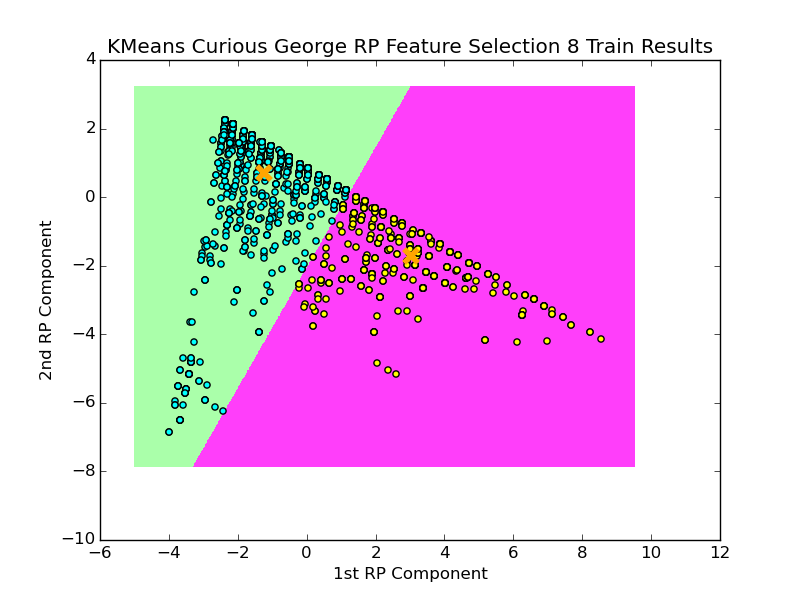 KMeans Curious George RP Feature Selection 8 Train Results
4
2
0
−2
−4
−6
−8
−10
2nd RP Component
−6 −4 −2 0 2 4 6 8 10 12
1st RP Component